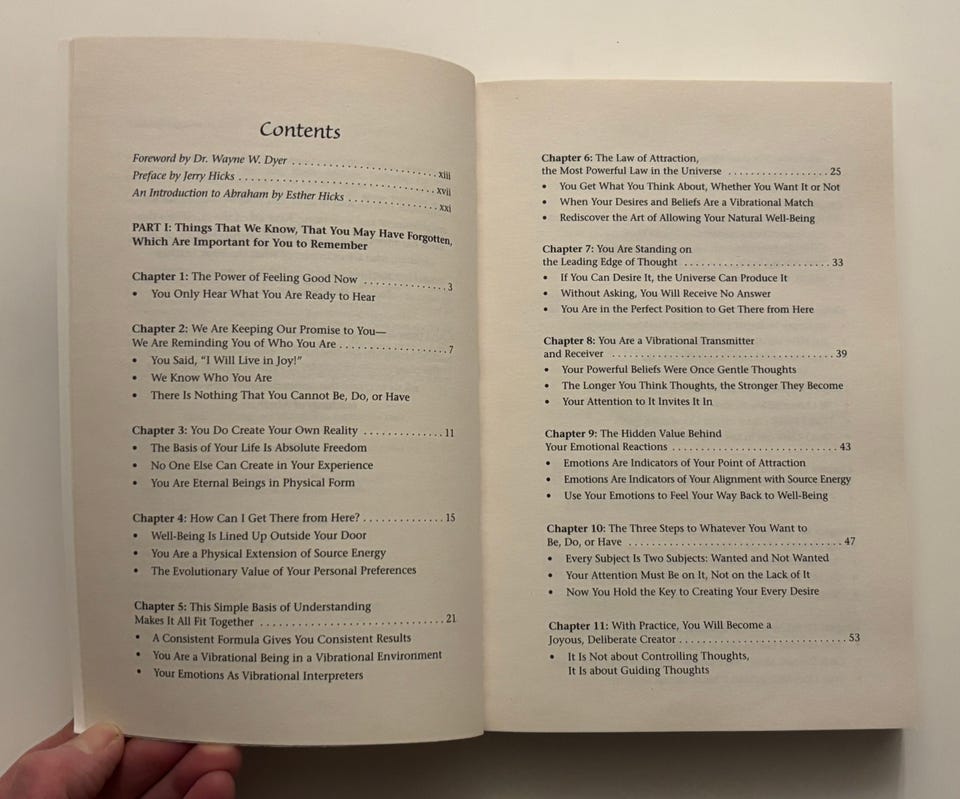 Contents
Foreword by Dr. Wayne W. Dyer . . . . . . . . . . . . . . . . . . . . . . . . xiii
Preface by Jerry Hicks . . . . . . . . . . . . . . . . . . . . . . . . . . . . . . . . xvii
An Introduction to Abraham by Esther Hicks . . . . . . . . . . . . . . xxi
PART I: Things That We Know, That You May Have Forgotten,
Which Are Important for You to Remember
Chapter 1: The Power of Feeling Good Now . . . . . . . . . . . . . . 3
• You Only Hear What You Are Ready to Hear
Chapter 2: We Are Keeping Our Promise to You—
We Are Reminding You of Who You Are . . . . . . . . . . . . . . . . . . 7
• You Said, “I Will Live in Joy!”
• We Know Who You Are
• There Is Nothing That You Cannot Be, Do, or Have
Chapter 3: You Do Create Your Own Reality . . . . . . . . . . . . . 11
• The Basis of Your Life Is Absolute Freedom
• No One Else Can Create in Your Experience
• You Are Eternal Beings in Physical Form
Chapter 4: How Can I Get There from Here? . . . . . . . . . . . . . 15
• Well-Being Is Lined Up Outside Your Door
• You Are a Physical Extension of Source Energy
• The Evolutionary Value of Your Personal Preferences
Chapter 5: This Simple Basis of Understanding
Makes It All Fit Together . . . . . . . . . . . . . . . . . . . . . . . . . . . . . 21
• A Consistent Formula Gives You Consistent Results
• You Are a Vibrational Being in a Vibrational Environment
• Your Emotions As Vibrational Interpreters
Chapter 6: The Law of Attraction,
the Most Powerful Law in the Universe . . . . . . . . . . . . . . . . . 25
• You Get What You Think About, Whether You Want It or Not
• When Your Desires and Beliefs Are a Vibrational Match
• Rediscover the Art of Allowing Your Natural Well-Being
Chapter 7: You Are Standing on
the Leading Edge of Thought . . . . . . . . . . . . . . . . . . . . . . . . 33
• If You Can Desire It, the Universe Can Produce It
• Without Asking, You Will Receive No Answer
• You Are in the Perfect Position to Get There from Here
Chapter 8: You Are a Vibrational Transmitter
and Receiver . . . . . . . . . . . . . . . . . . . . . . . . . . . . . . . . . . . . . 39
• Your Powerful Beliefs Were Once Gentle Thoughts
• The Longer You Think Thoughts, the Stronger They Become
• Your Attention to It Invites It In
Chapter 9: The Hidden Value Behind
Your Emotional Reactions . . . . . . . . . . . . . . . . . . . . . . . . . . . 43
• Emotions Are Indicators of Your Point of Attraction
• Emotions Are Indicators of Your Alignment with Source Energy
• Use Your Emotions to Feel Your Way Back to Well-Being
Chapter 10: The Three Steps to Whatever You Want to
Be, Do, or Have . . . . . . . . . . . . . . . . . . . . . . . . . . . . . . . . . . . 47
• Every Subject Is Two Subjects: Wanted and Not Wanted
• Your Attention Must Be on It, Not on the Lack of It
• Now You Hold the Key to Creating Your Every Desire
Chapter 11: With Practice, You Will Become a
Joyous, Deliberate Creator . . . . . . . . . . . . . . . . . . . . . . . . . . . 53
• It Is Not about Controlling Thoughts,
It Is about Guiding Thoughts